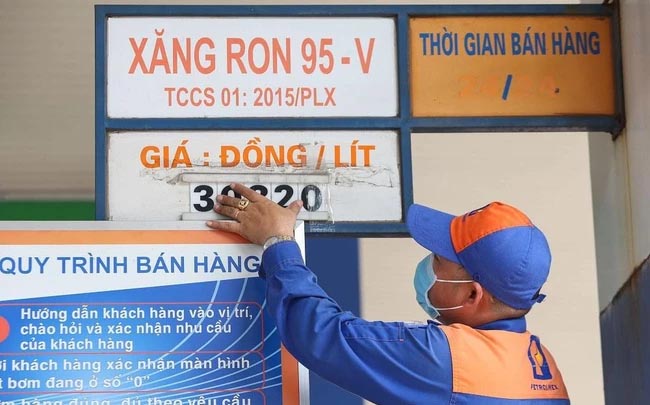 XĂNG RON 95 - V
TCCS 01: 2015/PLX
THỜI GIAN BÁN HÀNG
GIÁ : ĐỒNG / LÍT
QUY TRÌNH BÁN HÀNG
Hướng dẫn khách hàng vào vị trí,
chào hỏi và xác nhận nhu cầu
của khách hàng
khách hàng xác nhận màn hình
bơm đang ở số "0"
PETROLIMEX